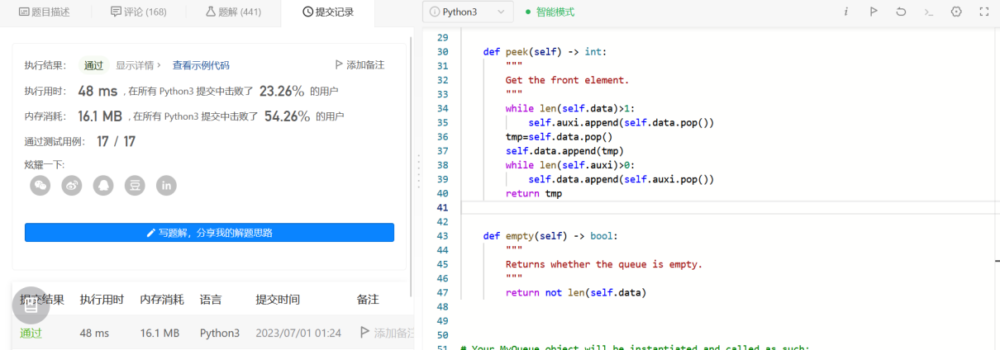 题目描述 评论 (168) 题解 (441) 提交记录
执行结果： 通过 显示详情 › 查看示例代码 添加备注
执行用时： 48 ms , 在所有 Python3 提交中击败了 23.26% 的用户
内存消耗： 16.1 MB , 在所有 Python3 提交中击败了 54.26% 的用户
通过测试用例： 17 / 17
炫耀一下:
豆
in
写题解，分享我的解题思路
提交结果 执行用时 内存消耗 语言 提交时间 备注
通过 48 ms 16.1 MB Python3 2023/07/01 01:24 添加备注
i Python3 智能模式 i
29
30 def peek(self) -> int:
31 """
32 Get the front element.
33 """
34 while len(self.data)>1:
35 self.auxi.append(self.data.pop())
36 tmp=self.data.pop()
37 self.data.append(tmp)
38 while len(self.auxi)>0:
39 self.data.append(self.auxi.pop())
40 return tmp
41
42
43 def empty(self) -> bool:
44 """
45 Returns whether the queue is empty.
46 """
47 return not len(self.data)
48
49
50
51 # Your MyQueue object will be instantiated and called as such: